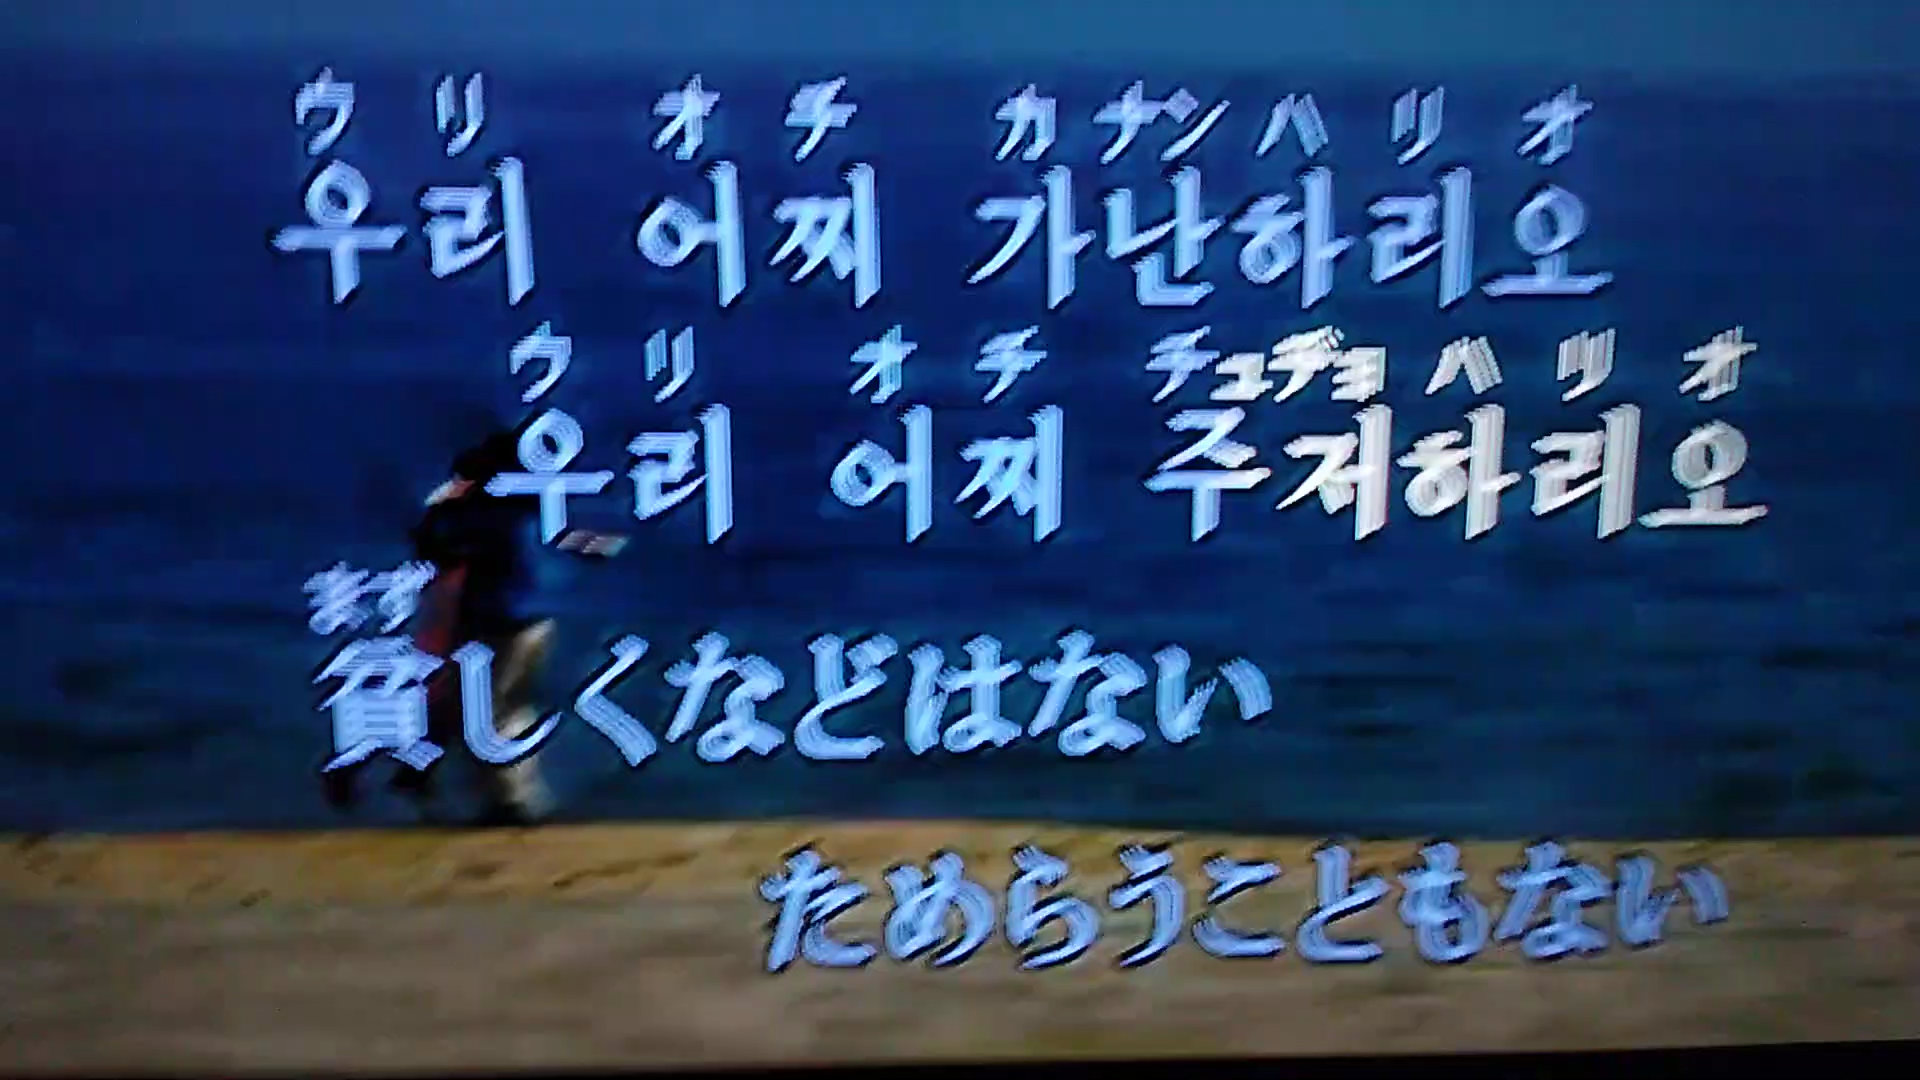 ウリ オチ カナンハリオ
우리 어찌 가난하리오
ウリ オチ チュヂョハリオ
우리 어찌 주저하리오
まず
貧しくなどはない
ためらうこともない